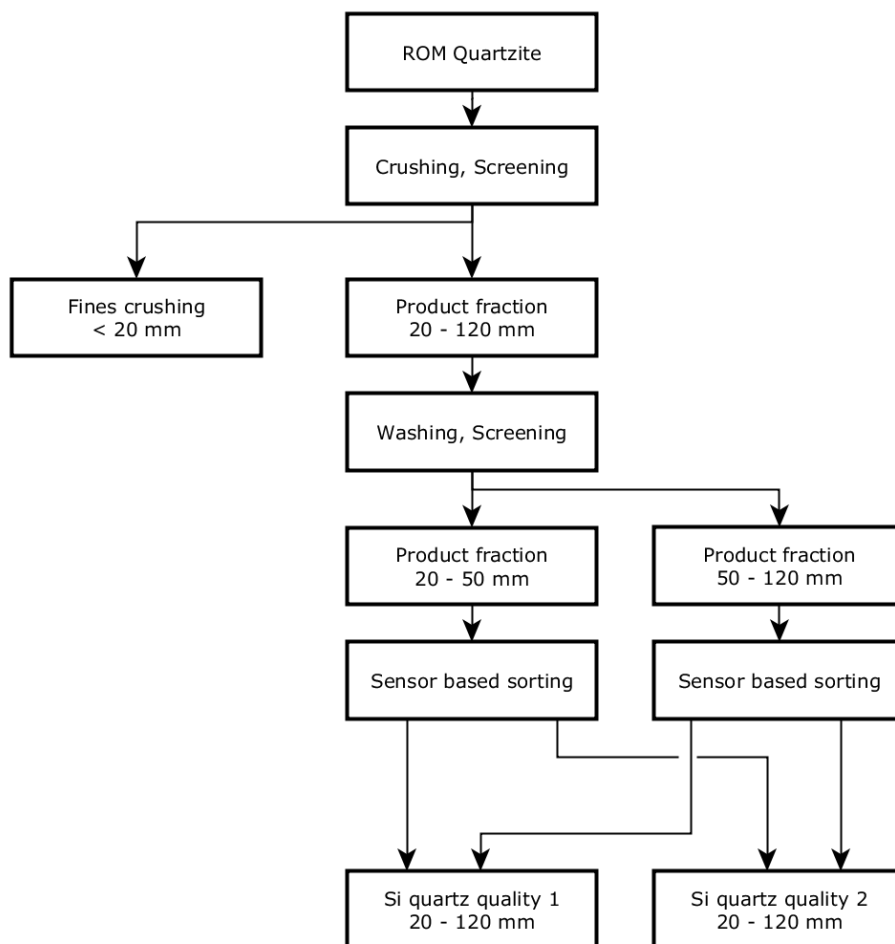 ROM Quartzite
Crushing, Screening
Fines crushing
< 20 mm
Product fraction
20 - 120 mm
Washing, Screening
Product fraction
20 - 50 mm
Product fraction
50 - 120 mm
Sensor based sorting
Sensor based sorting
Si quartz quality 1
20 - 120 mm
Si quartz quality 2
20 - 120 mm